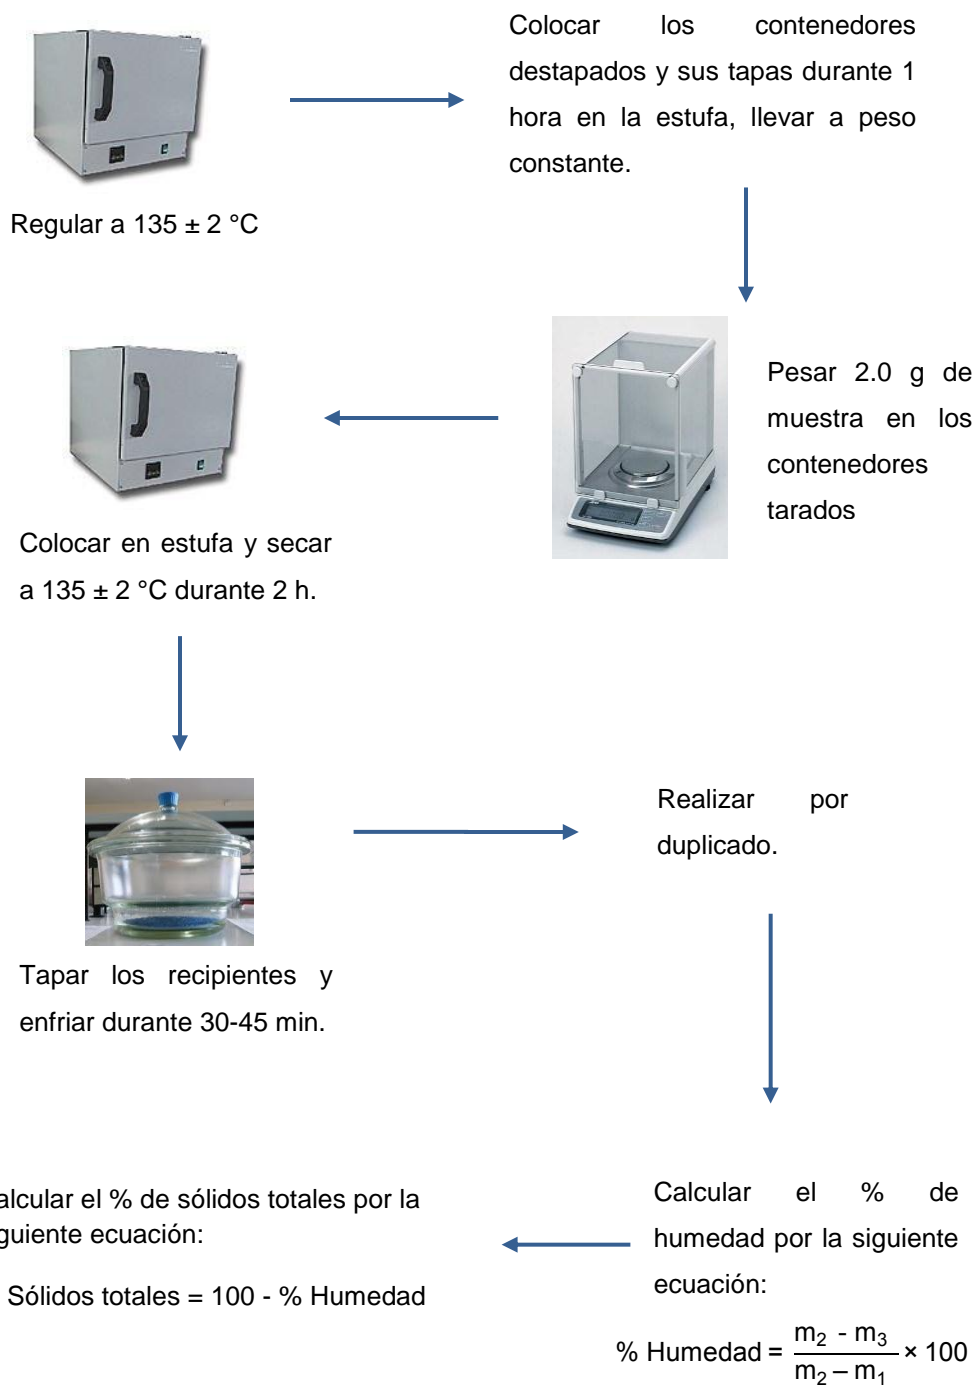 Colocar los contenedores
destapados y sus tapas durante 1
hora en la estufa, llevar a peso
constante.
Regular a 135 ± 2 °C
Pesar 2.0 g de
muestra en los
contenedores
tarados
Colocar en estufa y secar
a 135 ± 2 °C durante 2 h.
Realizar por
duplicado.
Tapar los recipientes y
enfriar durante 30-45 min.
Calcular el % de
humedad por la siguiente
ecuación:
% Humedad = (m₂ - m₃)/(m₂ – m₁) × 100
alcular el % de sólidos totales por la
guiente ecuación:
Sólidos totales = 100 - % Humedad